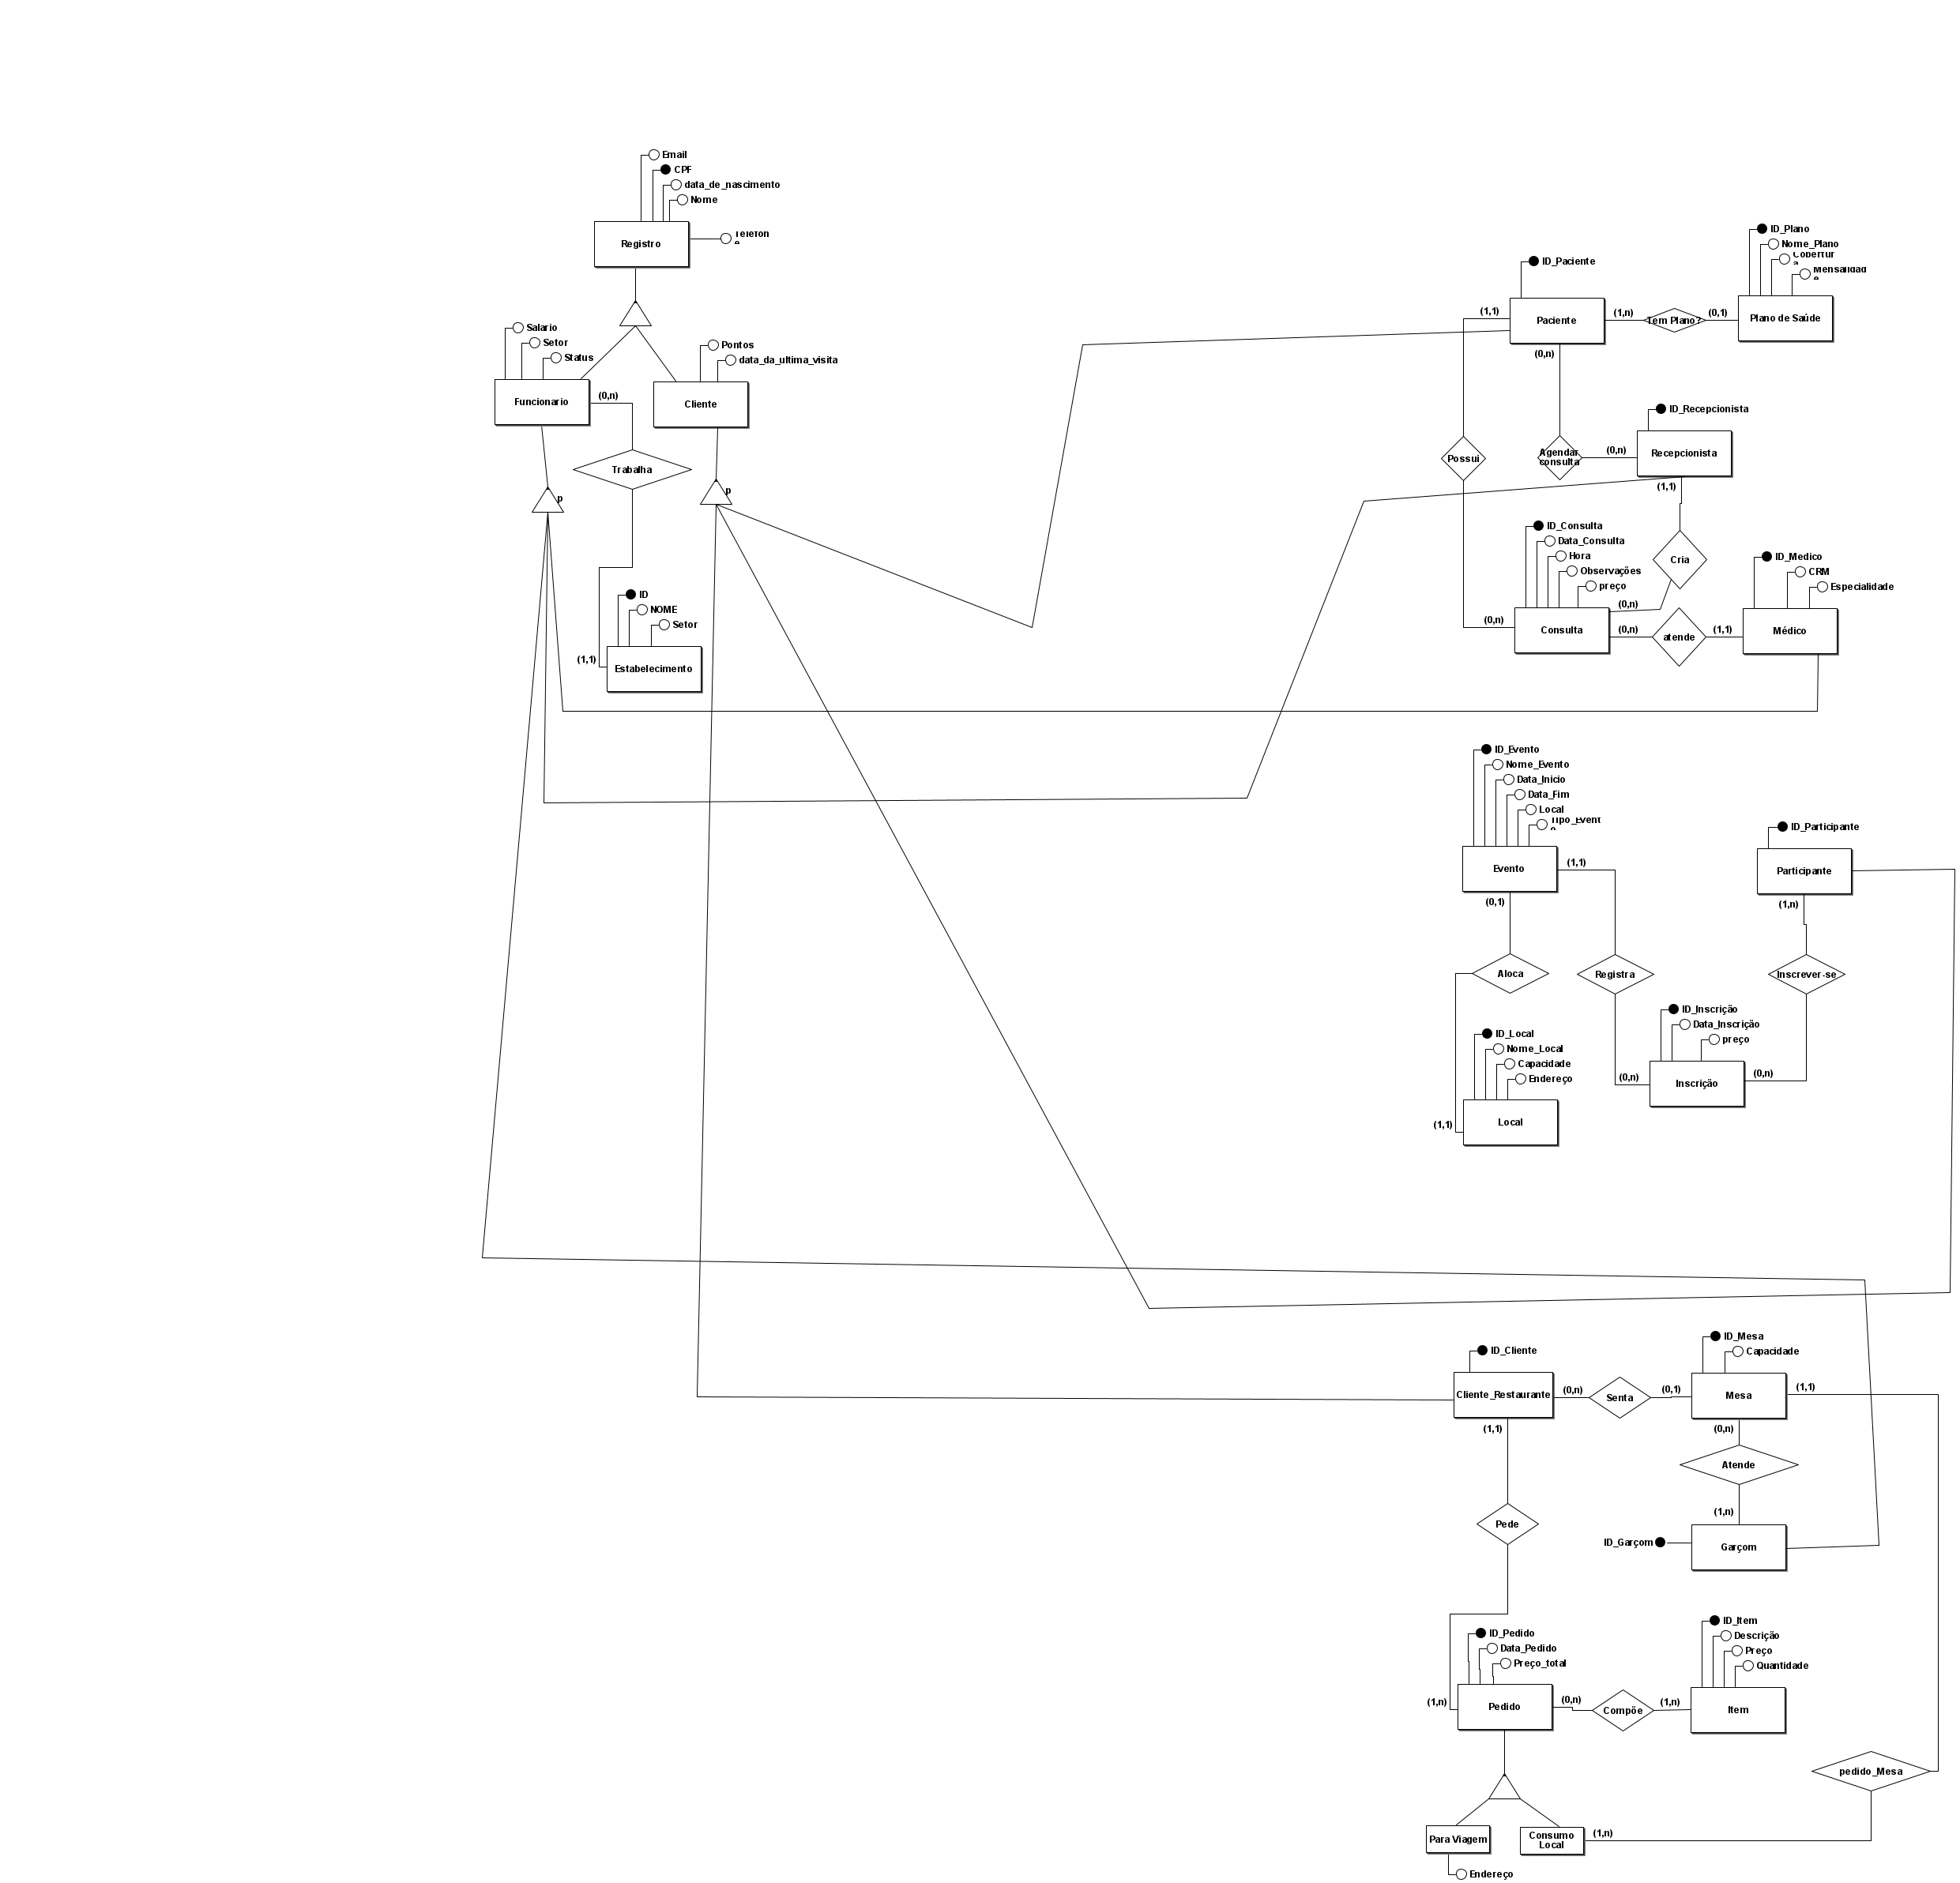 Email
CPF
data_de_nascimento
Nome
Registro
Telefon
e
Salario
Setor
Status
Funcionario
(0,n)
Pontos
data_da_ultima_visita
Cliente
Trabalha
p
p
ID
NOME
Setor
(1,1)
Estabelecimento
ID_Paciente
(1,1)
Paciente
(1,n)
Tem Plano?
(0,1)
ID_Plano
Nome_Plano
Cobertur
a
Mensalidad
e
Plano de Saúde
(0,n)
ID_Recepcionista
Possui
Agendar
consulta
(0,n)
Recepcionista
(1,1)
ID_Consulta
Data_Consulta
Hora
Observações
preço
Cria
(0,n)
(0,n)
Consulta
(0,n)
atende
(1,1)
ID_Medico
CRM
Especialidade
Médico
ID_Evento
Nome_Evento
Data_Inicio
Data_Fim
Local
Tipo_Event
o
Evento
(1,1)
(0,1)
ID_Participante
Participante
(1,n)
Aloca
Registra
Inscrever-se
ID_Local
Nome_Local
Capacidade
Endereço
(1,1)
Local
ID_Inscrição
Data_Inscrição
preço
(0,n)
Inscrição
(0,n)
ID_Cliente
Cliente_Restaurante
(0,n)
Senta
(0,1)
ID_Mesa
Capacidade
Mesa
(1,1)
(1,1)
(0,n)
Atende
(1,n)
Pede
ID_Garçom
Garçom
ID_Pedido
Data_Pedido
Preço_total
(1,n)
Pedido
(0,n)
Compõe
(1,n)
ID_Item
Descrição
Preço
Quantidade
Item
pedido_Mesa
Para Viagem
Consumo
Local
(1,n)
Endereço